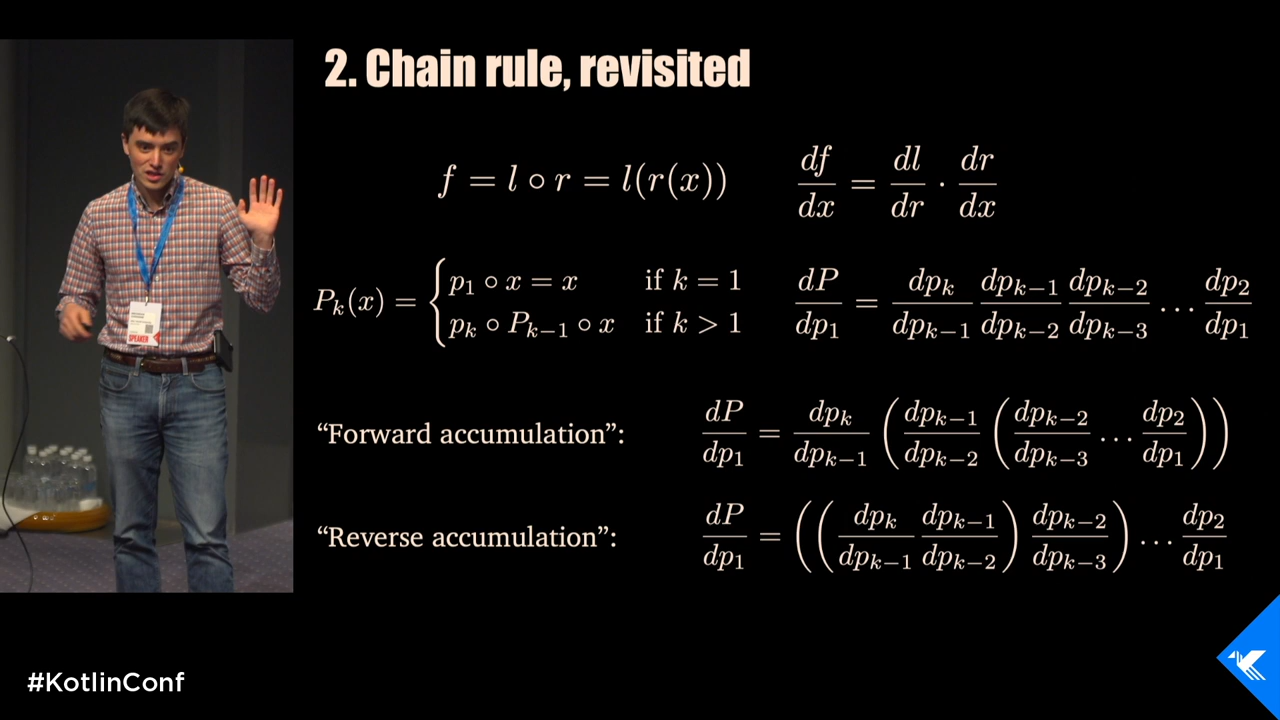 2. Chain rule, revisited
f = l ∘ r = l(r(x))    df/dx = dl/dr · dr/dx
P_k(x) = { p_1 ∘ x = x    if k = 1
p_k ∘ P_{k−1} ∘ x    if k > 1
dP/dp_1 = dp_k/dp_{k−1} dp_{k−1}/dp_{k−2} dp_{k−2}/dp_{k−3} … dp_2/dp_1
“Forward accumulation”:    dP/dp_1 = dp_k/dp_{k−1} (dp_{k−1}/dp_{k−2} (dp_{k−2}/dp_{k−3} … dp_2/dp_1))
“Reverse accumulation”:    dP/dp_1 = ((dp_k/dp_{k−1} dp_{k−1}/dp_{k−2}) dp_{k−2}/dp_{k−3}) … dp_2/dp_1
SPEAKER
#KotlinConf